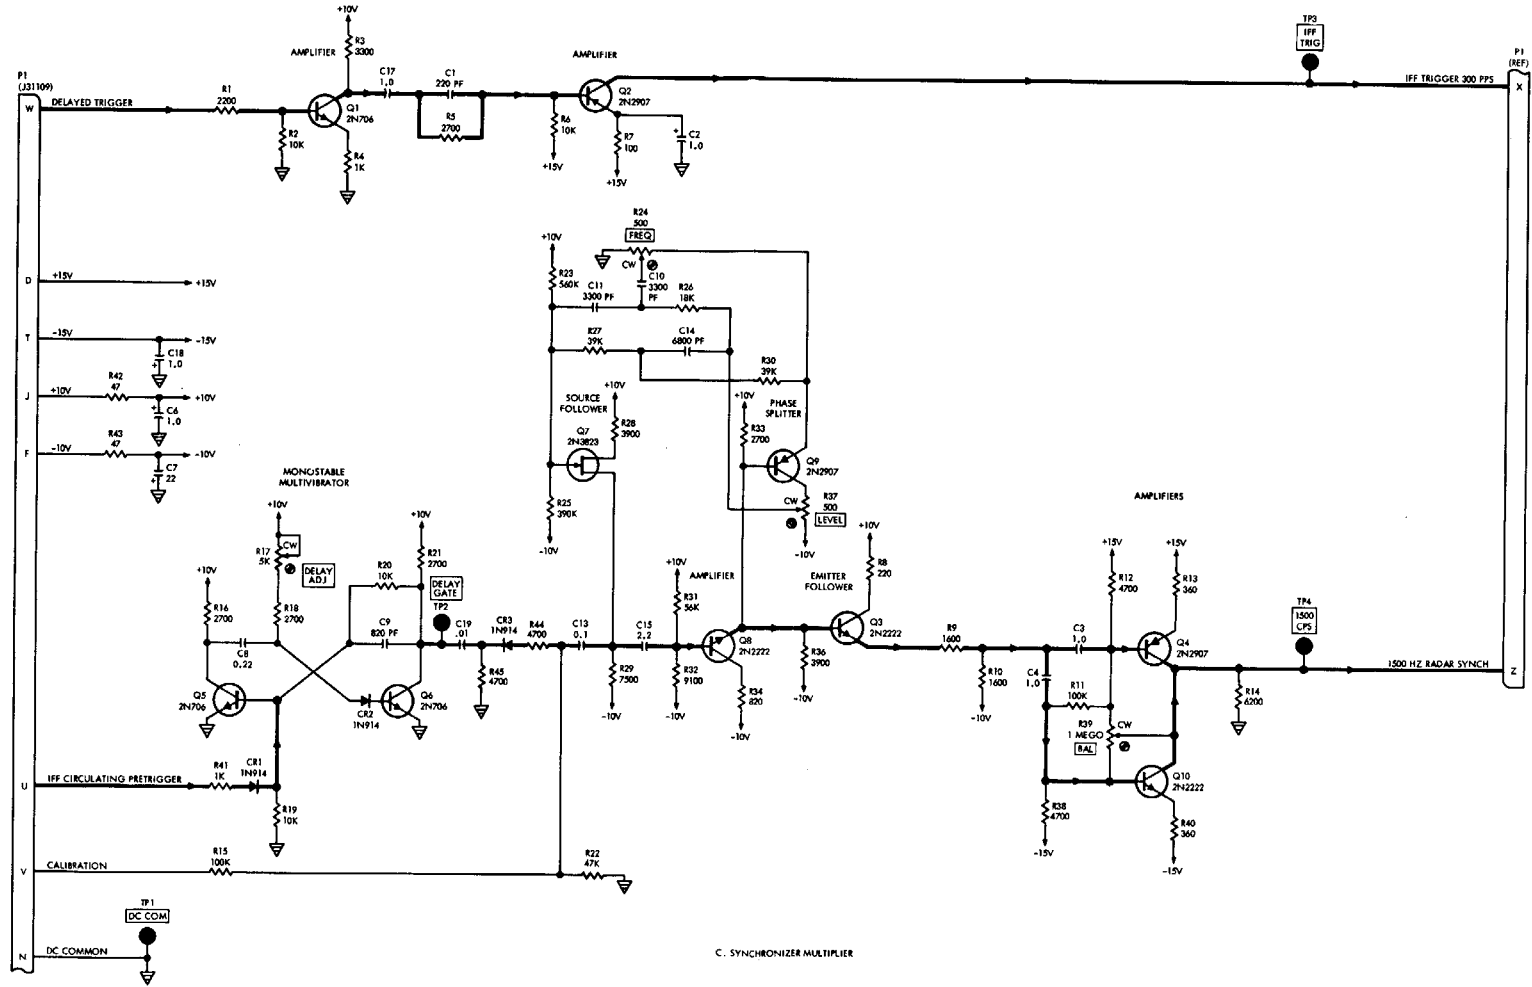 P1
(J31109)
W
DELAYED TRIGGER
R1
2200
R2
10K
AMPLIFIER
+10V
R3
3300
Q1
2N706
R4
1K
C17
1.0
C1
220 PF
R5
2700
AMPLIFIER
Q2
2N2907
R6
10K
+15V
R7
100
+15V
C2
1.0
TP3
IFF
TRIG
P1
(REF)
IFF TRIGGER 300 PPS
X
D
+15V
+15V
T
-15V
-15V
C18
1.0
J
+10V
R42
47
+10V
C6
1.0
F
-10V
R43
47
-10V
C7
22
+10V
R23
560K
R24
500
FREQ
CW
C10
3300
PF
C11
3300 PF
R26
18K
R27
39K
C14
6800 PF
R30
39K
SOURCE
FOLLOWER
+10V
R28
3900
Q7
2N3823
R25
390K
-10V
+10V
R33
2700
PHASE
SPLITTER
Q9
2N2907
CW
R37
500
LEVEL
-10V
MONOSTABLE
MULTIVIBRATOR
+10V
R17
5K
CW
DELAY
ADJ
+10V
R16
2700
R18
2700
C8
0.22
R20
10K
C9
820 PF
+10V
R21
2700
DELAY
GATE
TP2
Q5
2N706
CR2
1N914
Q6
2N706
C19
.01
R45
4700
CR3
1N914
R44
4700
C13
0.1
C15
2.2
R29
7500
-10V
+10V
R31
56K
R32
9100
-10V
AMPLIFIER
Q8
2N2222
R34
820
-10V
EMITTER
FOLLOWER
+10V
R8
220
Q3
2N2222
R36
3900
-10V
R9
1600
R10
1600
-10V
AMPLIFIERS
+15V
R12
4700
+15V
R13
360
C3
1.0
C4
1.0
R11
100K
R39
1 MEGO
BAL
CW
Q4
2N2907
Q10
2N2222
R38
4700
-15V
R40
360
-15V
R14
6200
TP4
1500
CPS
1500 HZ RADAR SYNCH
Z
U
IFF CIRCULATING PRETRIGGER
R41
1K
CR1
1N914
R19
10K
V
CALIBRATION
R15
100K
R22
47K
TP1
DC COM
N
DC COMMON
C. SYNCHRONIZER MULTIPLIER